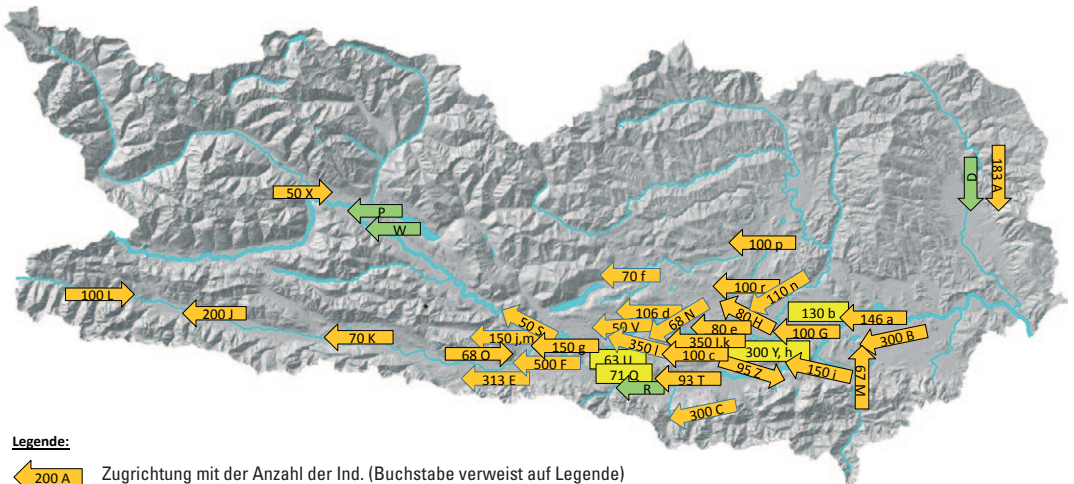 183 A
D
50 X
P
W
100 p
70 f
100 r
110 n
100 L
200 J
106 d
68 N
80 H
130 b
146 a
50 S
50 V
80 e
100 G
300 B
70 K
150 j,m
150 g
350 I
350 I,k
300 Y, h
68 O
63 U
100 c
500 F
95 Z
150 i
67 M
313 E
71 Q
93 T
R
300 C
Legende:
200 A Zugrichtung mit der Anzahl der Ind. (Buchstabe verweist auf Legende)